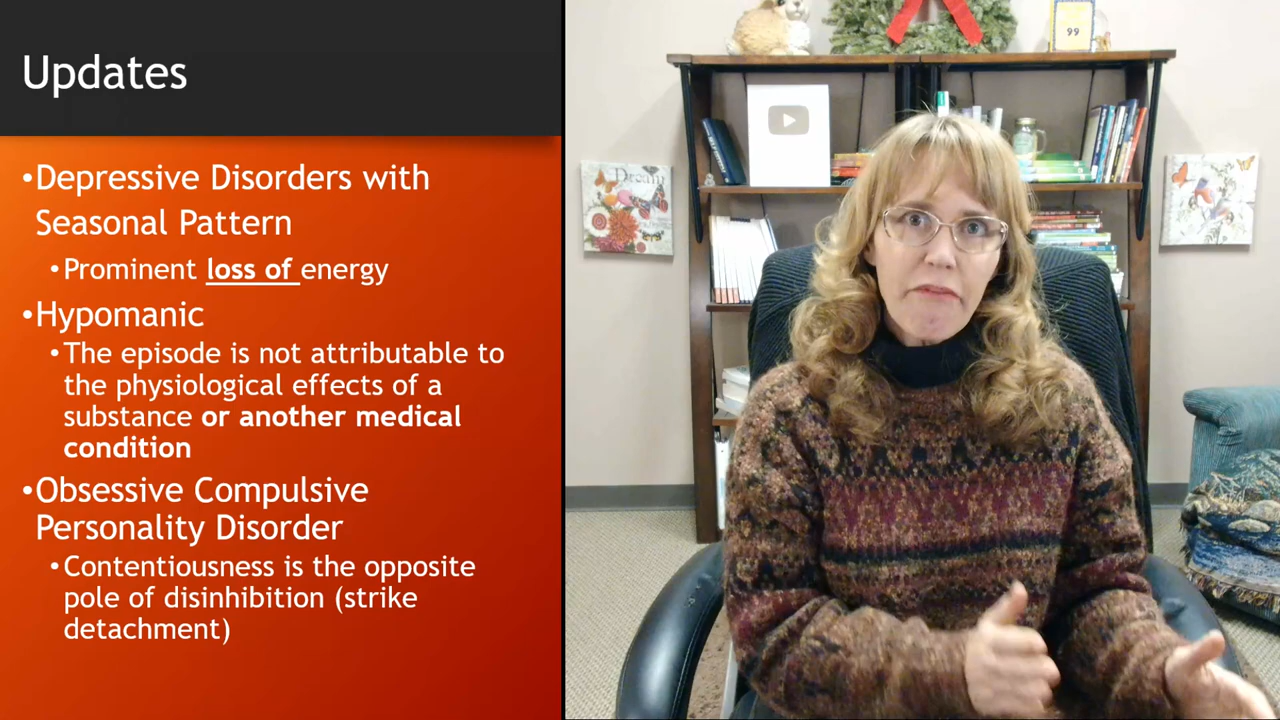 Updates
•Depressive Disorders with
Seasonal Pattern
•Prominent loss of energy
•Hypomanic
•The episode is not attributable to
the physiological effects of a
substance or another medical
condition
•Obsessive Compulsive
Personality Disorder
•Contentiousness is the opposite
pole of disinhibition (strike
detachment)
99
Dream